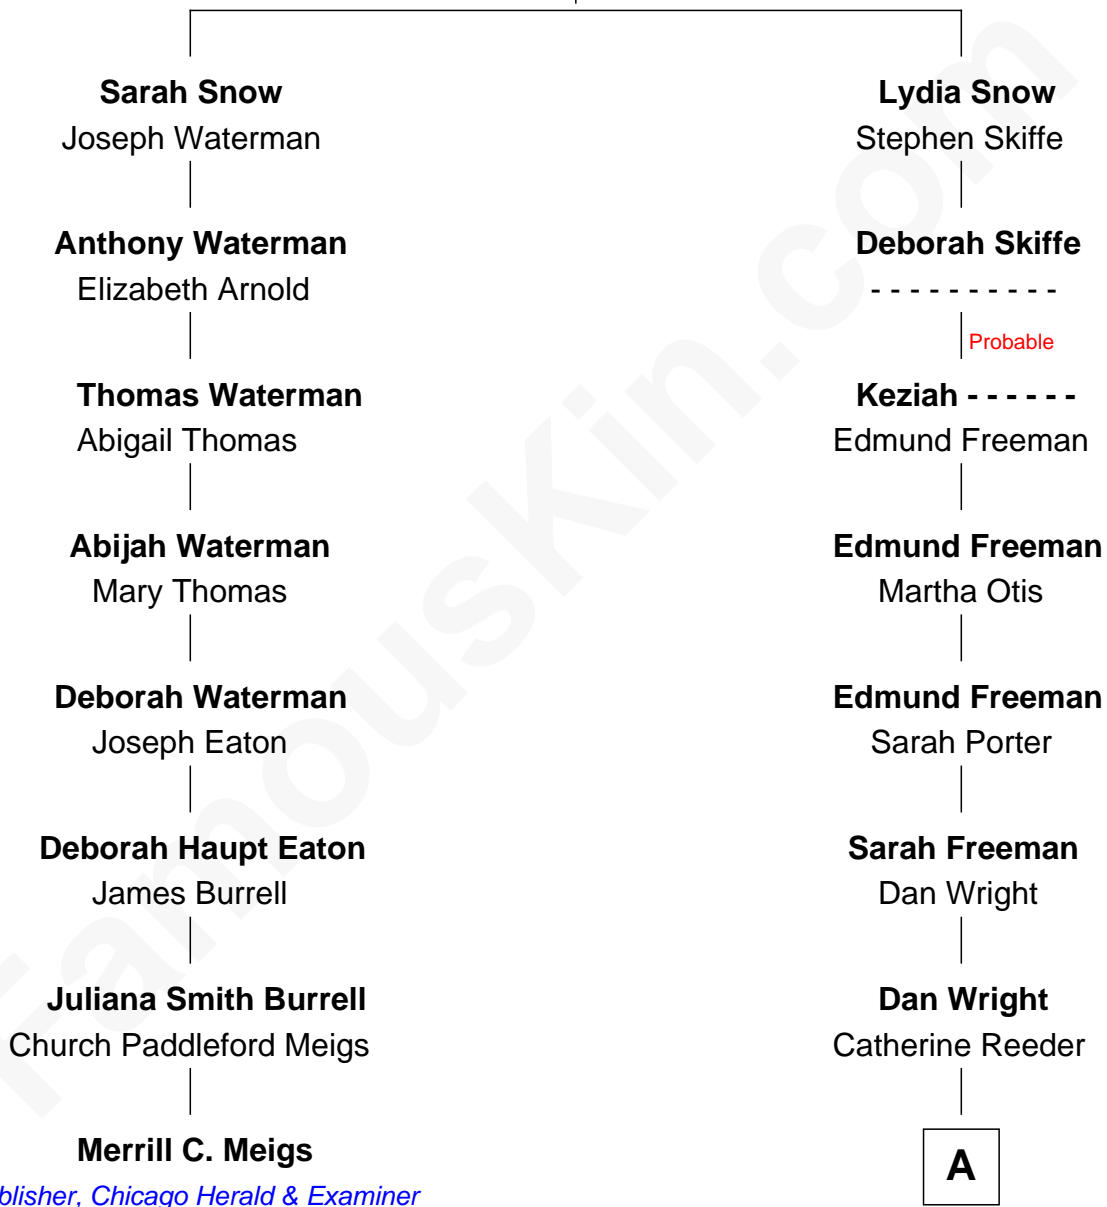 Sarah Snow
Joseph Waterman
Anthony Waterman
Elizabeth Arnold
Thomas Waterman
Abigail Thomas
Abijah Waterman
Mary Thomas
Deborah Waterman
Joseph Eaton
Deborah Haupt Eaton
James Burrell
Juliana Smith Burrell
Church Paddleford Meigs
Merrill C. Meigs
blisher, Chicago Herald & Examiner
Lydia Snow
Stephen Skiffe
Deborah Skiffe
- - - - - - - - - -
Probable
Keziah - - - - - -
Edmund Freeman
Edmund Freeman
Martha Otis
Edmund Freeman
Sarah Porter
Sarah Freeman
Dan Wright
Dan Wright
Catherine Reeder
A
FamousKin.com